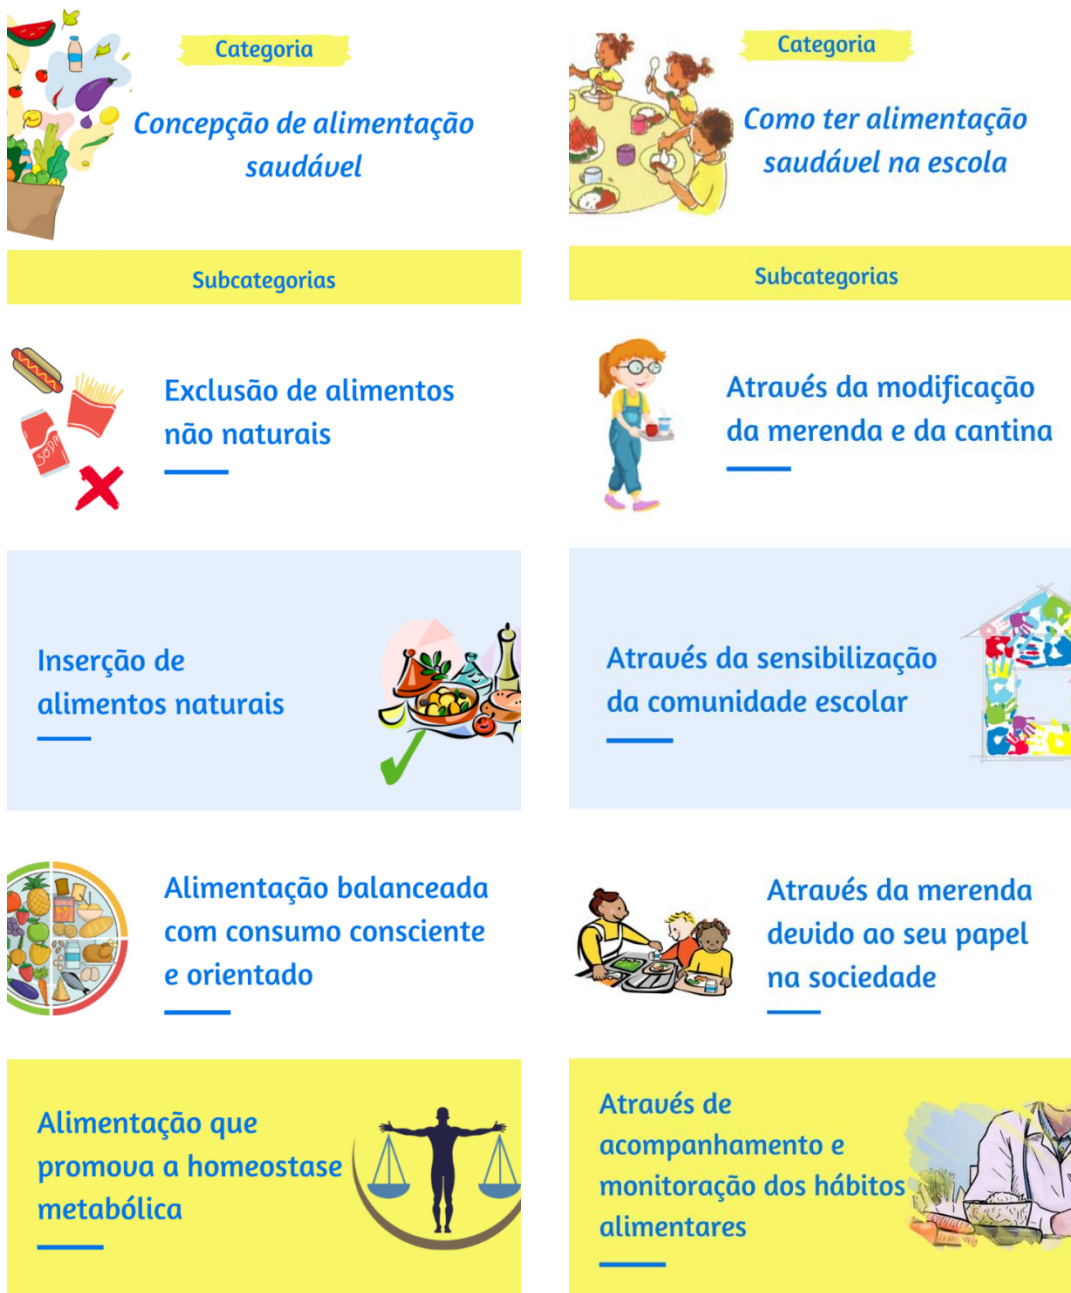 Categoria
Concepção de alimentação
saudável
Subcategorias
Exclusão de alimentos
não naturais
SODA
Inserção de
alimentos naturais
Alimentação balanceada
com consumo consciente
e orientado
Alimentação que
promova a homeostase
metabólica
Categoria
Como ter alimentação
saudável na escola
Subcategorias
Através da modificação
da merenda e da cantina
Através da sensibilização
da comunidade escolar
Através da merenda
devido ao seu papel
na sociedade
Através de
acompanhamento e
monitoração dos hábitos
alimentares